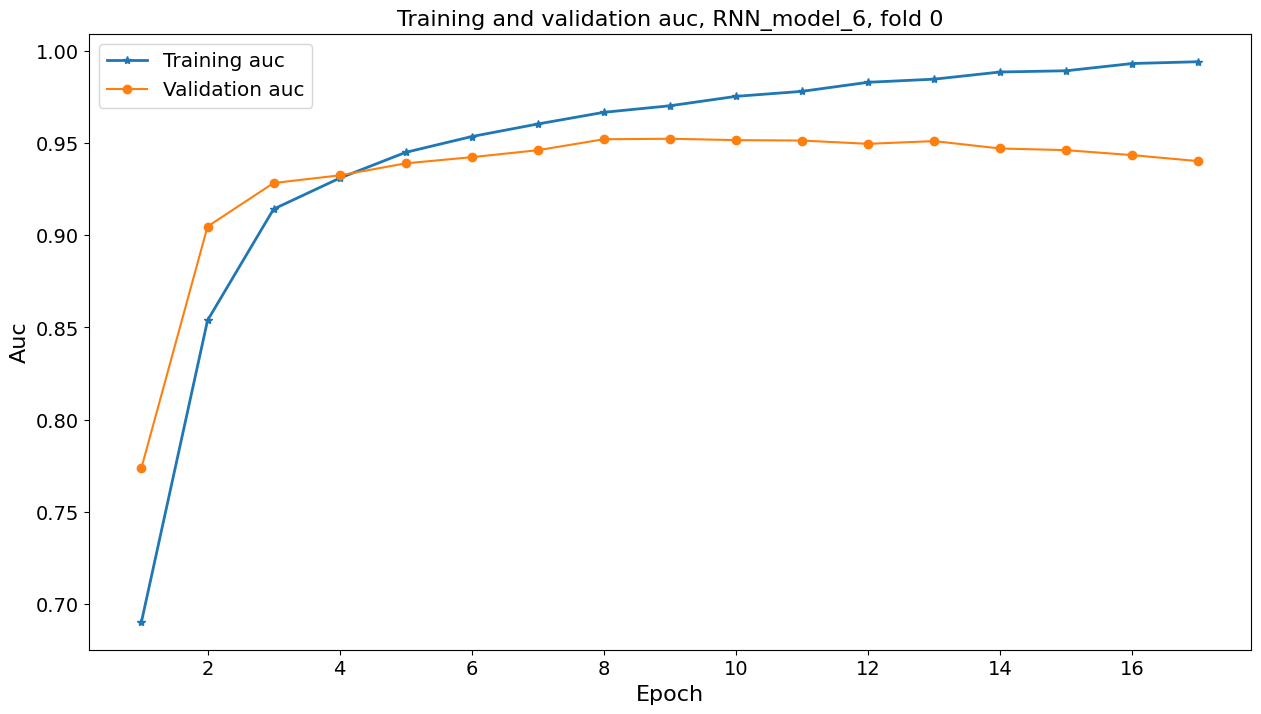 Training and validation auc, RNN_model_6, fold 0
Training auc
Validation auc
1.00
0.95
0.90
0.85
0.80
0.75
0.70
Auc
2 4 6 8 10 12 14 16
Epoch